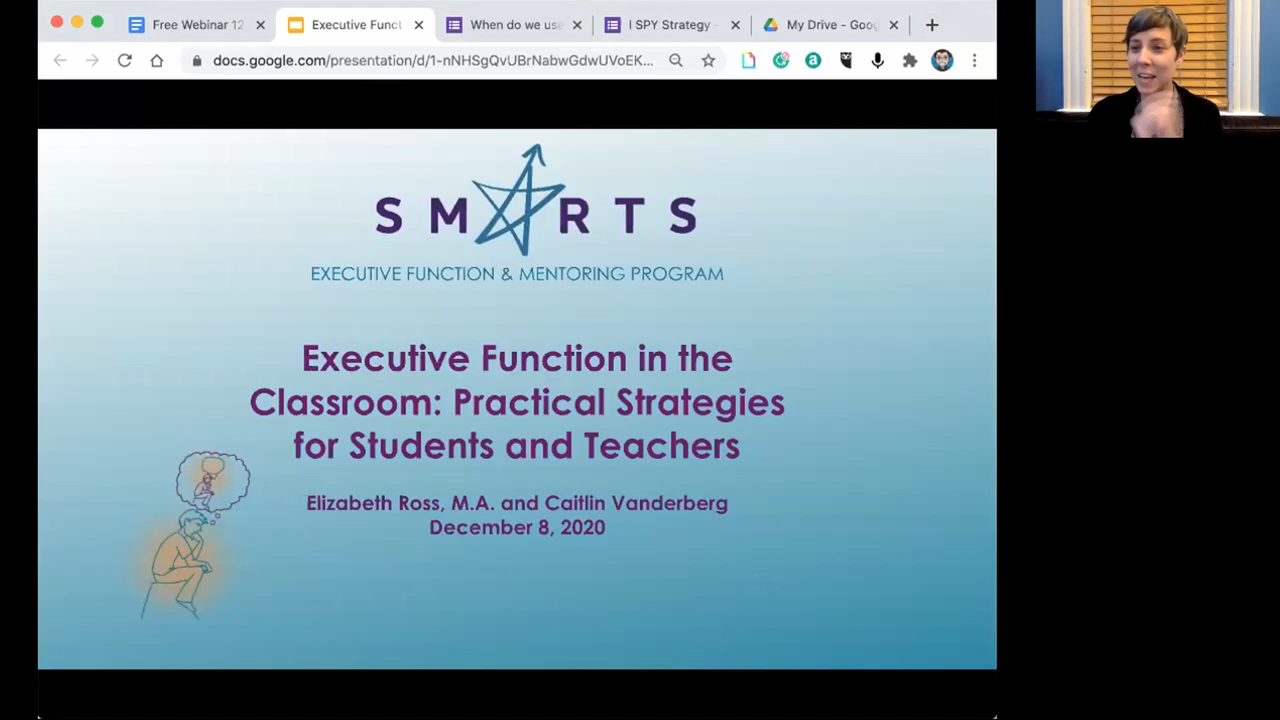 Free Webinar 12
Executive Funct
When do we use
I SPY Strategy -
My Drive - Goo
docs.google.com/presentation/d/1-nNHSgQvUBrNabwGdwUVoEK...
SMARTS
EXECUTIVE FUNCTION & MENTORING PROGRAM
Executive Function in the
Classroom: Practical Strategies
for Students and Teachers
Elizabeth Ross, M.A. and Caitlin Vanderberg
December 8, 2020